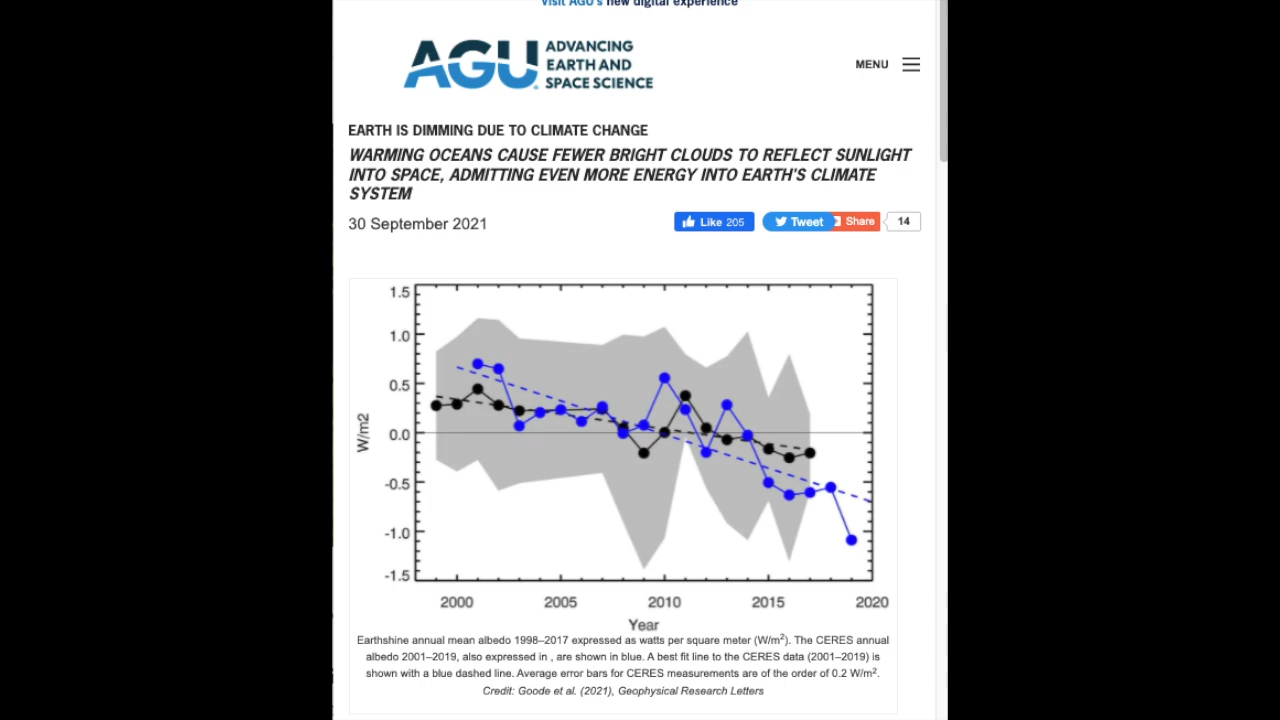 Visit AGU's new digital experience
AGU
ADVANCING
EARTH AND
SPACE SCIENCE
MENU
EARTH IS DIMMING DUE TO CLIMATE CHANGE
WARMING OCEANS CAUSE FEWER BRIGHT CLOUDS TO REFLECT SUNLIGHT
INTO SPACE, ADMITTING EVEN MORE ENERGY INTO EARTH'S CLIMATE
SYSTEM
30 September 2021
Like 205
Tweet
Share
14
1.5
1.0
0.5
0.0
-0.5
-1.0
-1.5
W/m2
2000 2005 2010 2015 2020
Year
Earthshine annual mean albedo 1998–2017 expressed as watts per square meter (W/m²). The CERES annual
albedo 2001–2019, also expressed in , are shown in blue. A best fit line to the CERES data (2001–2019) is
shown with a blue dashed line. Average error bars for CERES measurements are of the order of 0.2 W/m².
Credit: Goode et al. (2021), Geophysical Research Letters